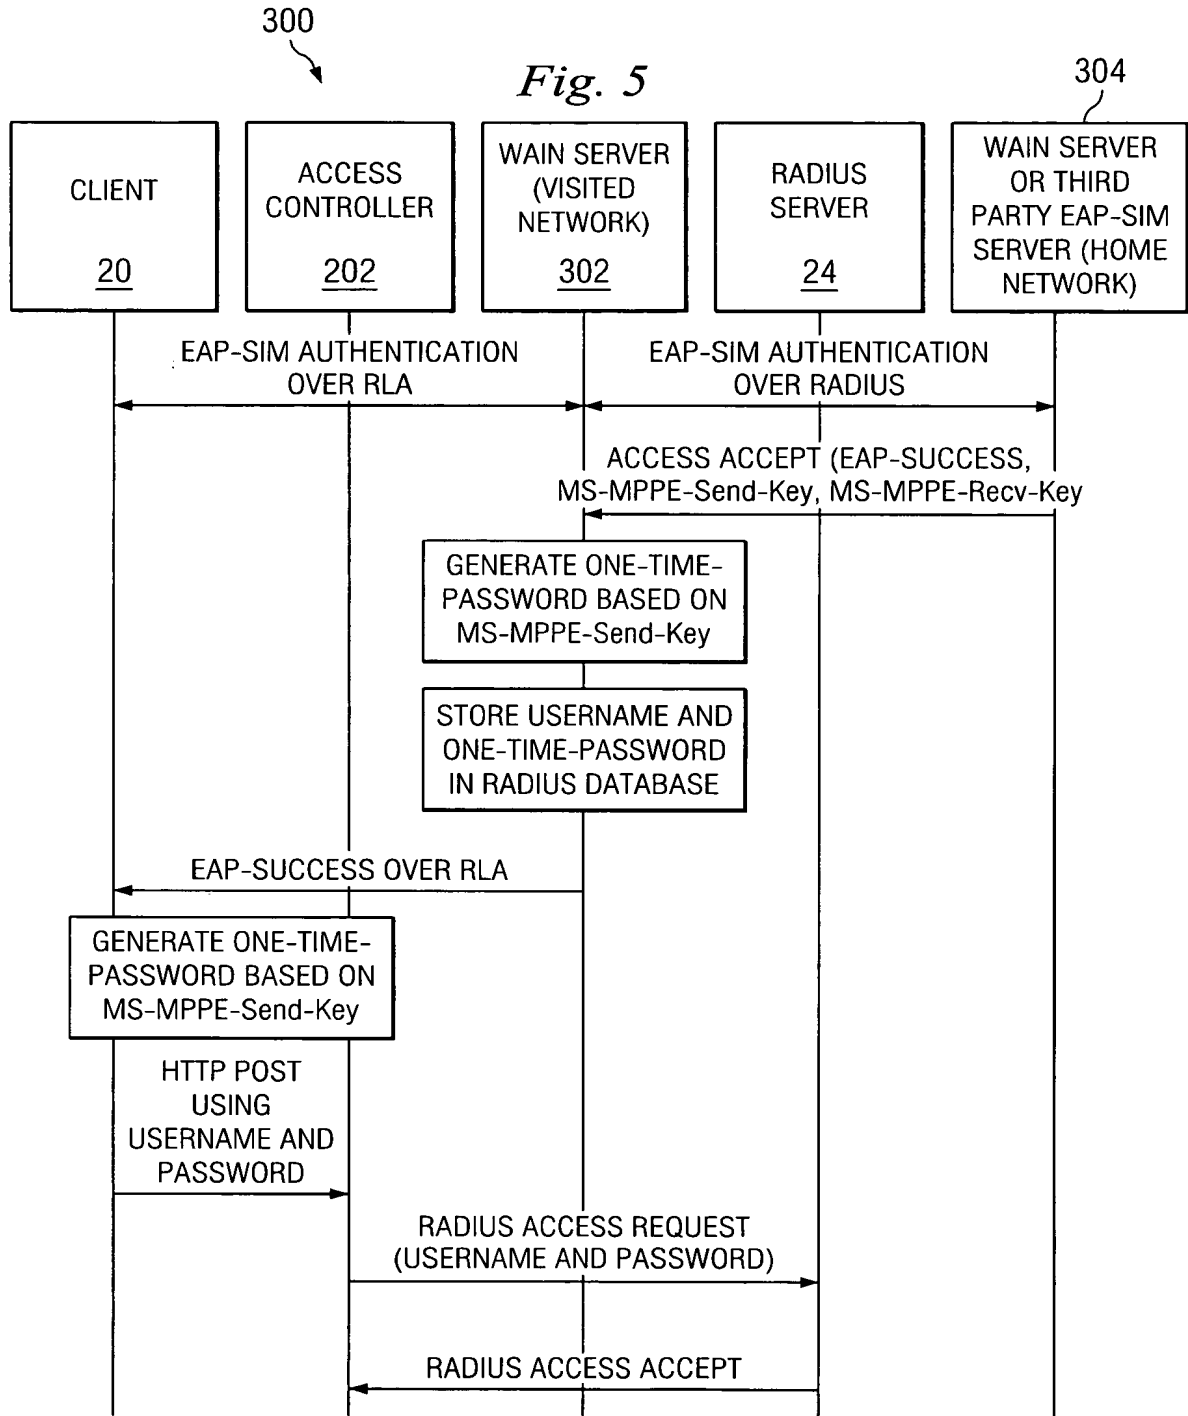 300
Fig. 5
304
CLIENT
20
ACCESS
CONTROLLER
202
WAIN SERVER
(VISITED
NETWORK)
302
RADIUS
SERVER
24
WAIN SERVER
OR THIRD
PARTY EAP-SIM
SERVER (HOME
NETWORK)
EAP-SIM AUTHENTICATION
OVER RLA
EAP-SIM AUTHENTICATION
OVER RADIUS
ACCESS ACCEPT (EAP-SUCCESS,
MS-MPPE-Send-Key, MS-MPPE-Recv-Key
GENERATE ONE-TIME-
PASSWORD BASED ON
MS-MPPE-Send-Key
STORE USERNAME AND
ONE-TIME-PASSWORD
IN RADIUS DATABASE
EAP-SUCCESS OVER RLA
GENERATE ONE-TIME-
PASSWORD BASED ON
MS-MPPE-Send-Key
HTTP POST
USING
USERNAME AND
PASSWORD
RADIUS ACCESS REQUEST
(USERNAME AND PASSWORD)
RADIUS ACCESS ACCEPT